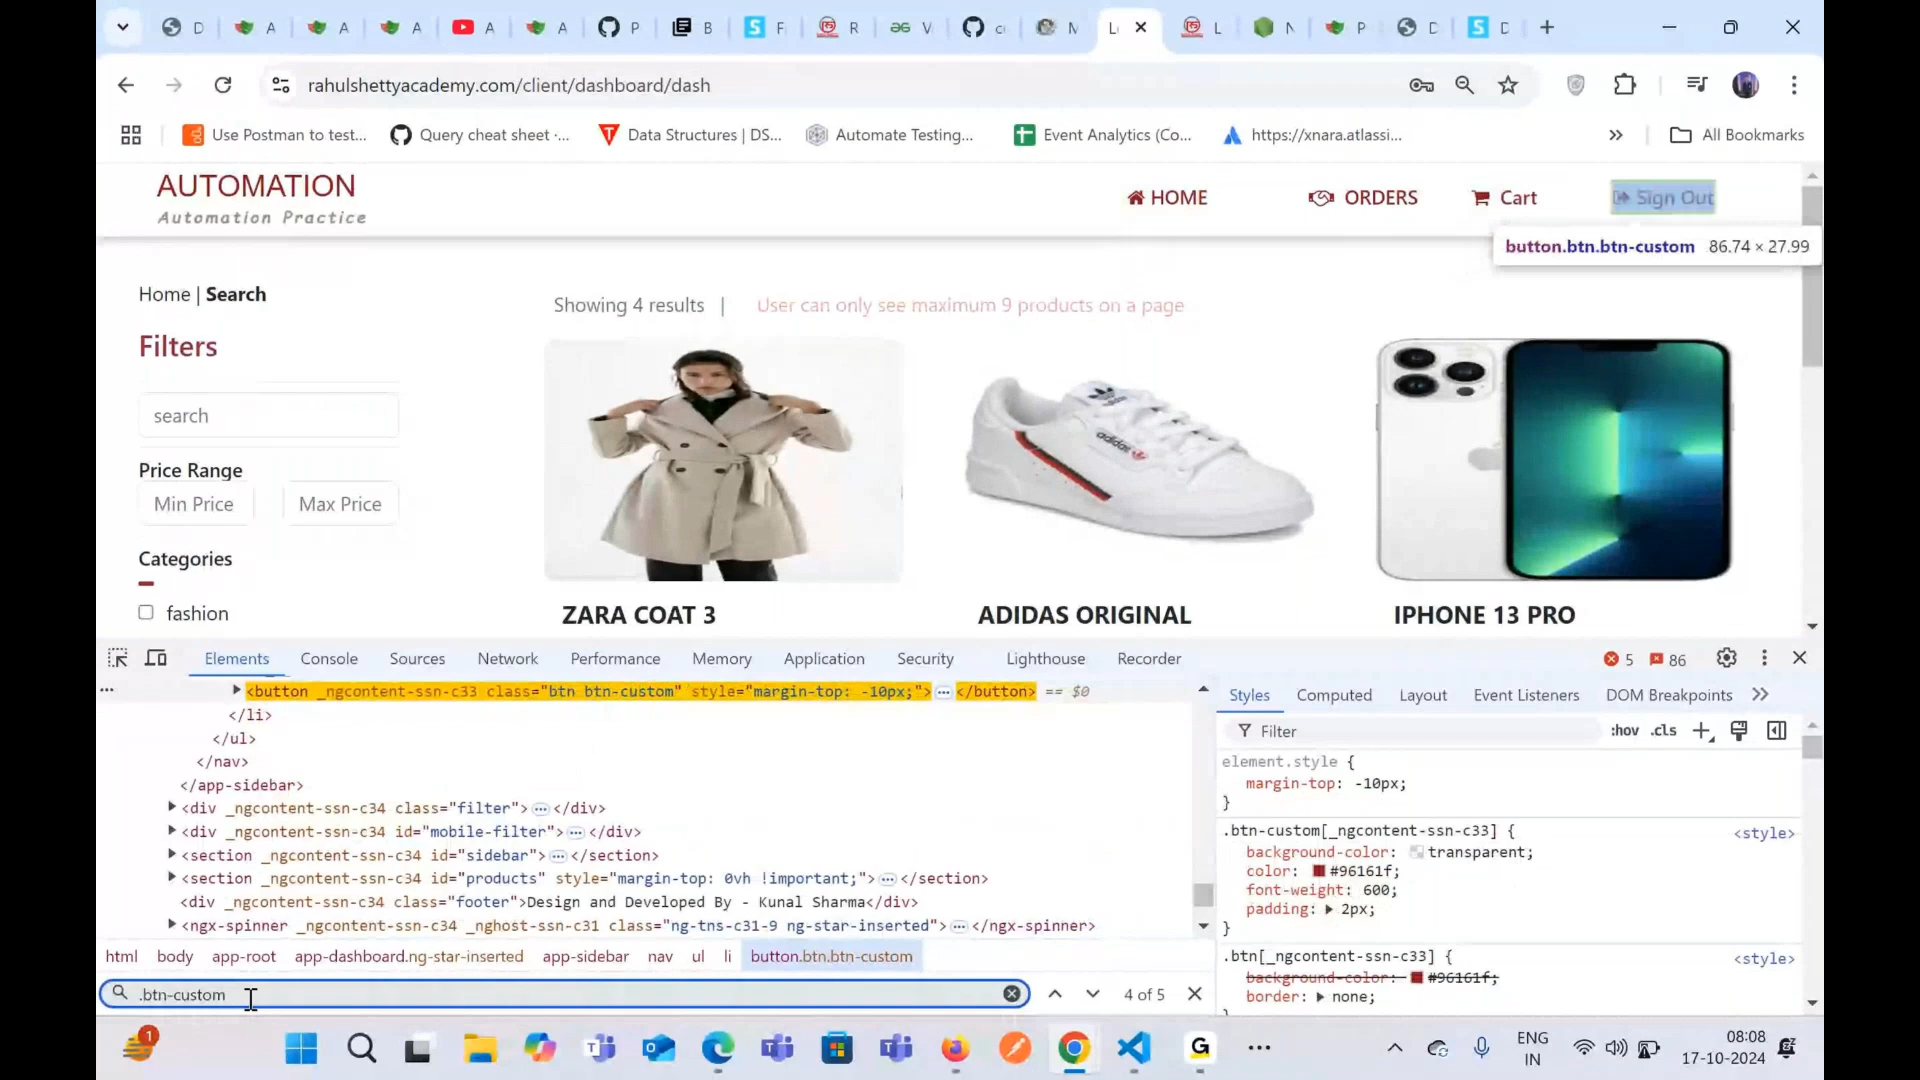 D
A
A
A
A
A
P
B
F
R
V
M
L
N
P
D
D
rahulshettyacademy.com/client/dashboard/dash
Use Postman to test...
Query cheat sheet ·...
Data Structures | DS...
Automate Testing...
Event Analytics (Co...
https://xnara.atlassi...
All Bookmarks
AUTOMATION
Automation Practice
HOME
ORDERS
Cart
Sign Out
button.btn.btn-custom 86.74 × 27.99
Home | Search
Showing 4 results |
User can only see maximum 9 products on a page
Filters
search
Price Range
Min Price
Max Price
Categories
fashion
adidas
ZARA COAT 3
ADIDAS ORIGINAL
IPHONE 13 PRO
Elements
Console
Sources
Network
Performance
Memory
Application
Security
Lighthouse
Recorder
5
86
<button _ngcontent-ssn-c33 class="btn btn-custom" style="margin-top: -10px;">…</button> == $0
</li>
</ul>
</nav>
</app-sidebar>
<div _ngcontent-ssn-c34 class="filter">…</div>
<div _ngcontent-ssn-c34 id="mobile-filter">…</div>
<section _ngcontent-ssn-c34 id="sidebar">…</section>
<section _ngcontent-ssn-c34 id="products" style="margin-top: 0vh !important;">…</section>
<div _ngcontent-ssn-c34 class="footer">Design and Developed By - Kunal Sharma</div>
<ngx-spinner _ngcontent-ssn-c34 _nghost-ssn-c31 class="ng-tns-c31-9 ng-star-inserted">…</ngx-spinner>
html body app-root app-dashboard.ng-star-inserted app-sidebar nav ul li button.btn.btn-custom
.btn-custom
4 of 5
Styles
Computed
Layout
Event Listeners
DOM Breakpoints
Filter
:hov .cls
element.style {
margin-top: -10px;
}
.btn-custom[_ngcontent-ssn-c33] {
<style>
background-color: transparent;
color: #96161f;
font-weight: 600;
padding: 2px;
}
.btn[_ngcontent-ssn-c33] {
<style>
background-color: #96161f;
border: none;
1
ENG
IN
08:08
17-10-2024